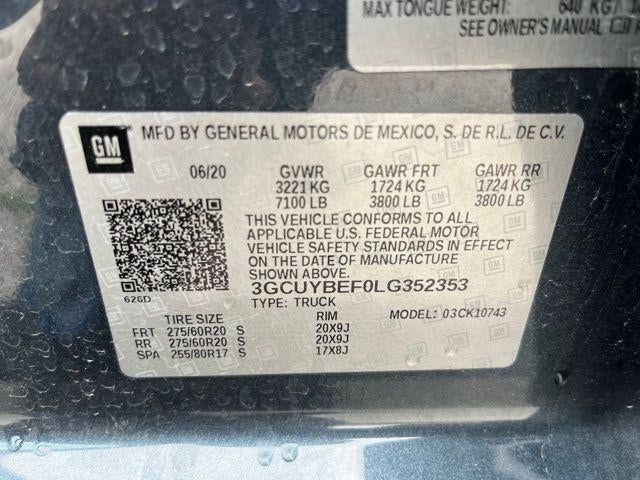 MAX TONGUE WEIGHT: 640 KG/
SEE OWNER'S MANUAL
GM
MFD BY GENERAL MOTORS DE MEXICO, S. DE R.L. DE C.V.
06/20 GVWR GAWR FRT GAWR RR
3221 KG 1724 KG 1724 KG
7100 LB 3800 LB 3800 LB
THIS VEHICLE CONFORMS TO ALL
APPLICABLE U.S. FEDERAL MOTOR
VEHICLE SAFETY STANDARDS IN EFFECT
ON THE DATE OF MANUFACTURE
SHOWN ABOVE.
3GCUYBEF0LG352353
626D
TYPE: TRUCK
TIRE SIZE RIM MODEL: 03CK10743
FRT 275/60R20 S 20X9J
RR 275/60R20 S 20X9J
SPA 255/80R17 S 17X8J